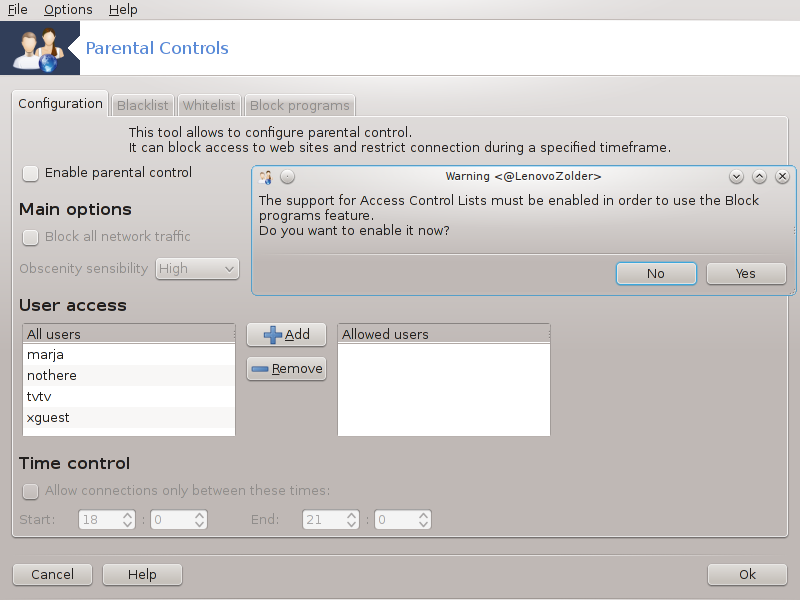 File Options Help
Parental Controls
Configuration Blacklist Whitelist Block programs
This tool allows to configure parental control.
It can block access to web sites and restrict connection during a specified timeframe.
Enable parental control
Warning <@LenovoZolder>
The support for Access Control Lists must be enabled in order to use the Block
programs feature.
Do you want to enable it now?
No Yes
Main options
Block all network traffic
Obscenity sensibility High
User access
All users
marja
nothere
tvtv
xguest
Add
Remove
Allowed users
Time control
Allow connections only between these times:
Start: 18 : 0 End: 21 : 0
Cancel Help Ok